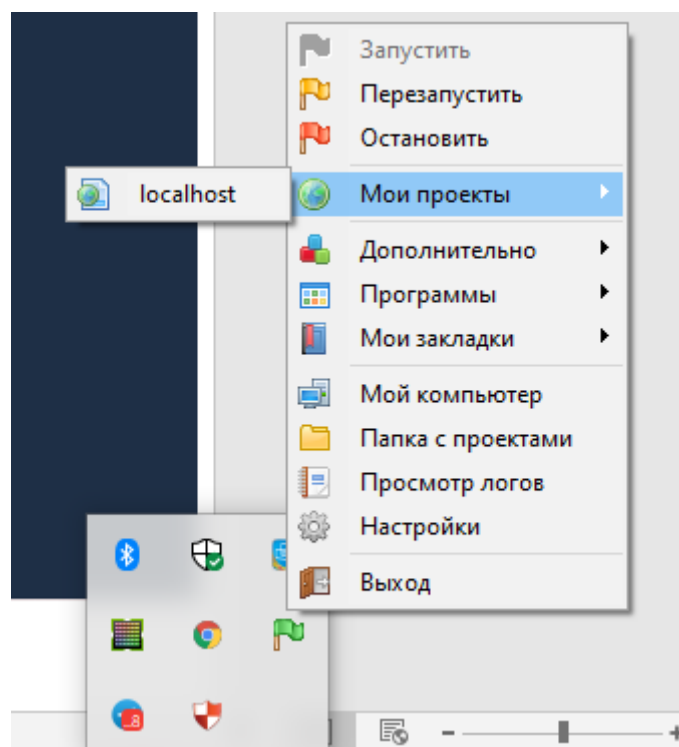 Запустить
Перезапустить
Остановить
localhost
Мои проекты
Дополнительно
Программы
Мои закладки
Мой компьютер
Папка с проектами
Просмотр логов
Настройки
Выход